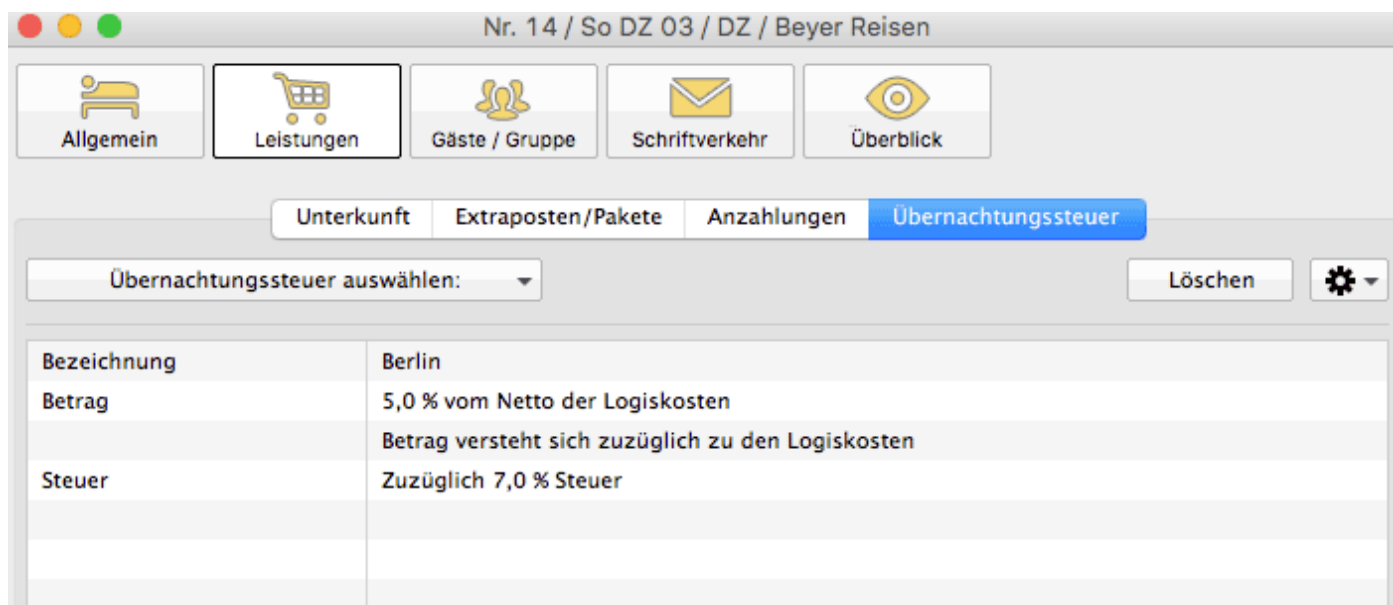 Nr. 14 / So DZ 03 / DZ / Beyer Reisen
Allgemein
Leistungen
Gäste / Gruppe
Schriftverkehr
Überblick
Unterkunft
Extraposten/Pakete
Anzahlungen
Übernachtungssteuer
Übernachtungssteuer auswählen:
Löschen
Bezeichnung Berlin
Betrag 5,0 % vom Netto der Logiskosten
Betrag versteht sich zuzüglich zu den Logiskosten
Steuer Zuzüglich 7,0 % Steuer